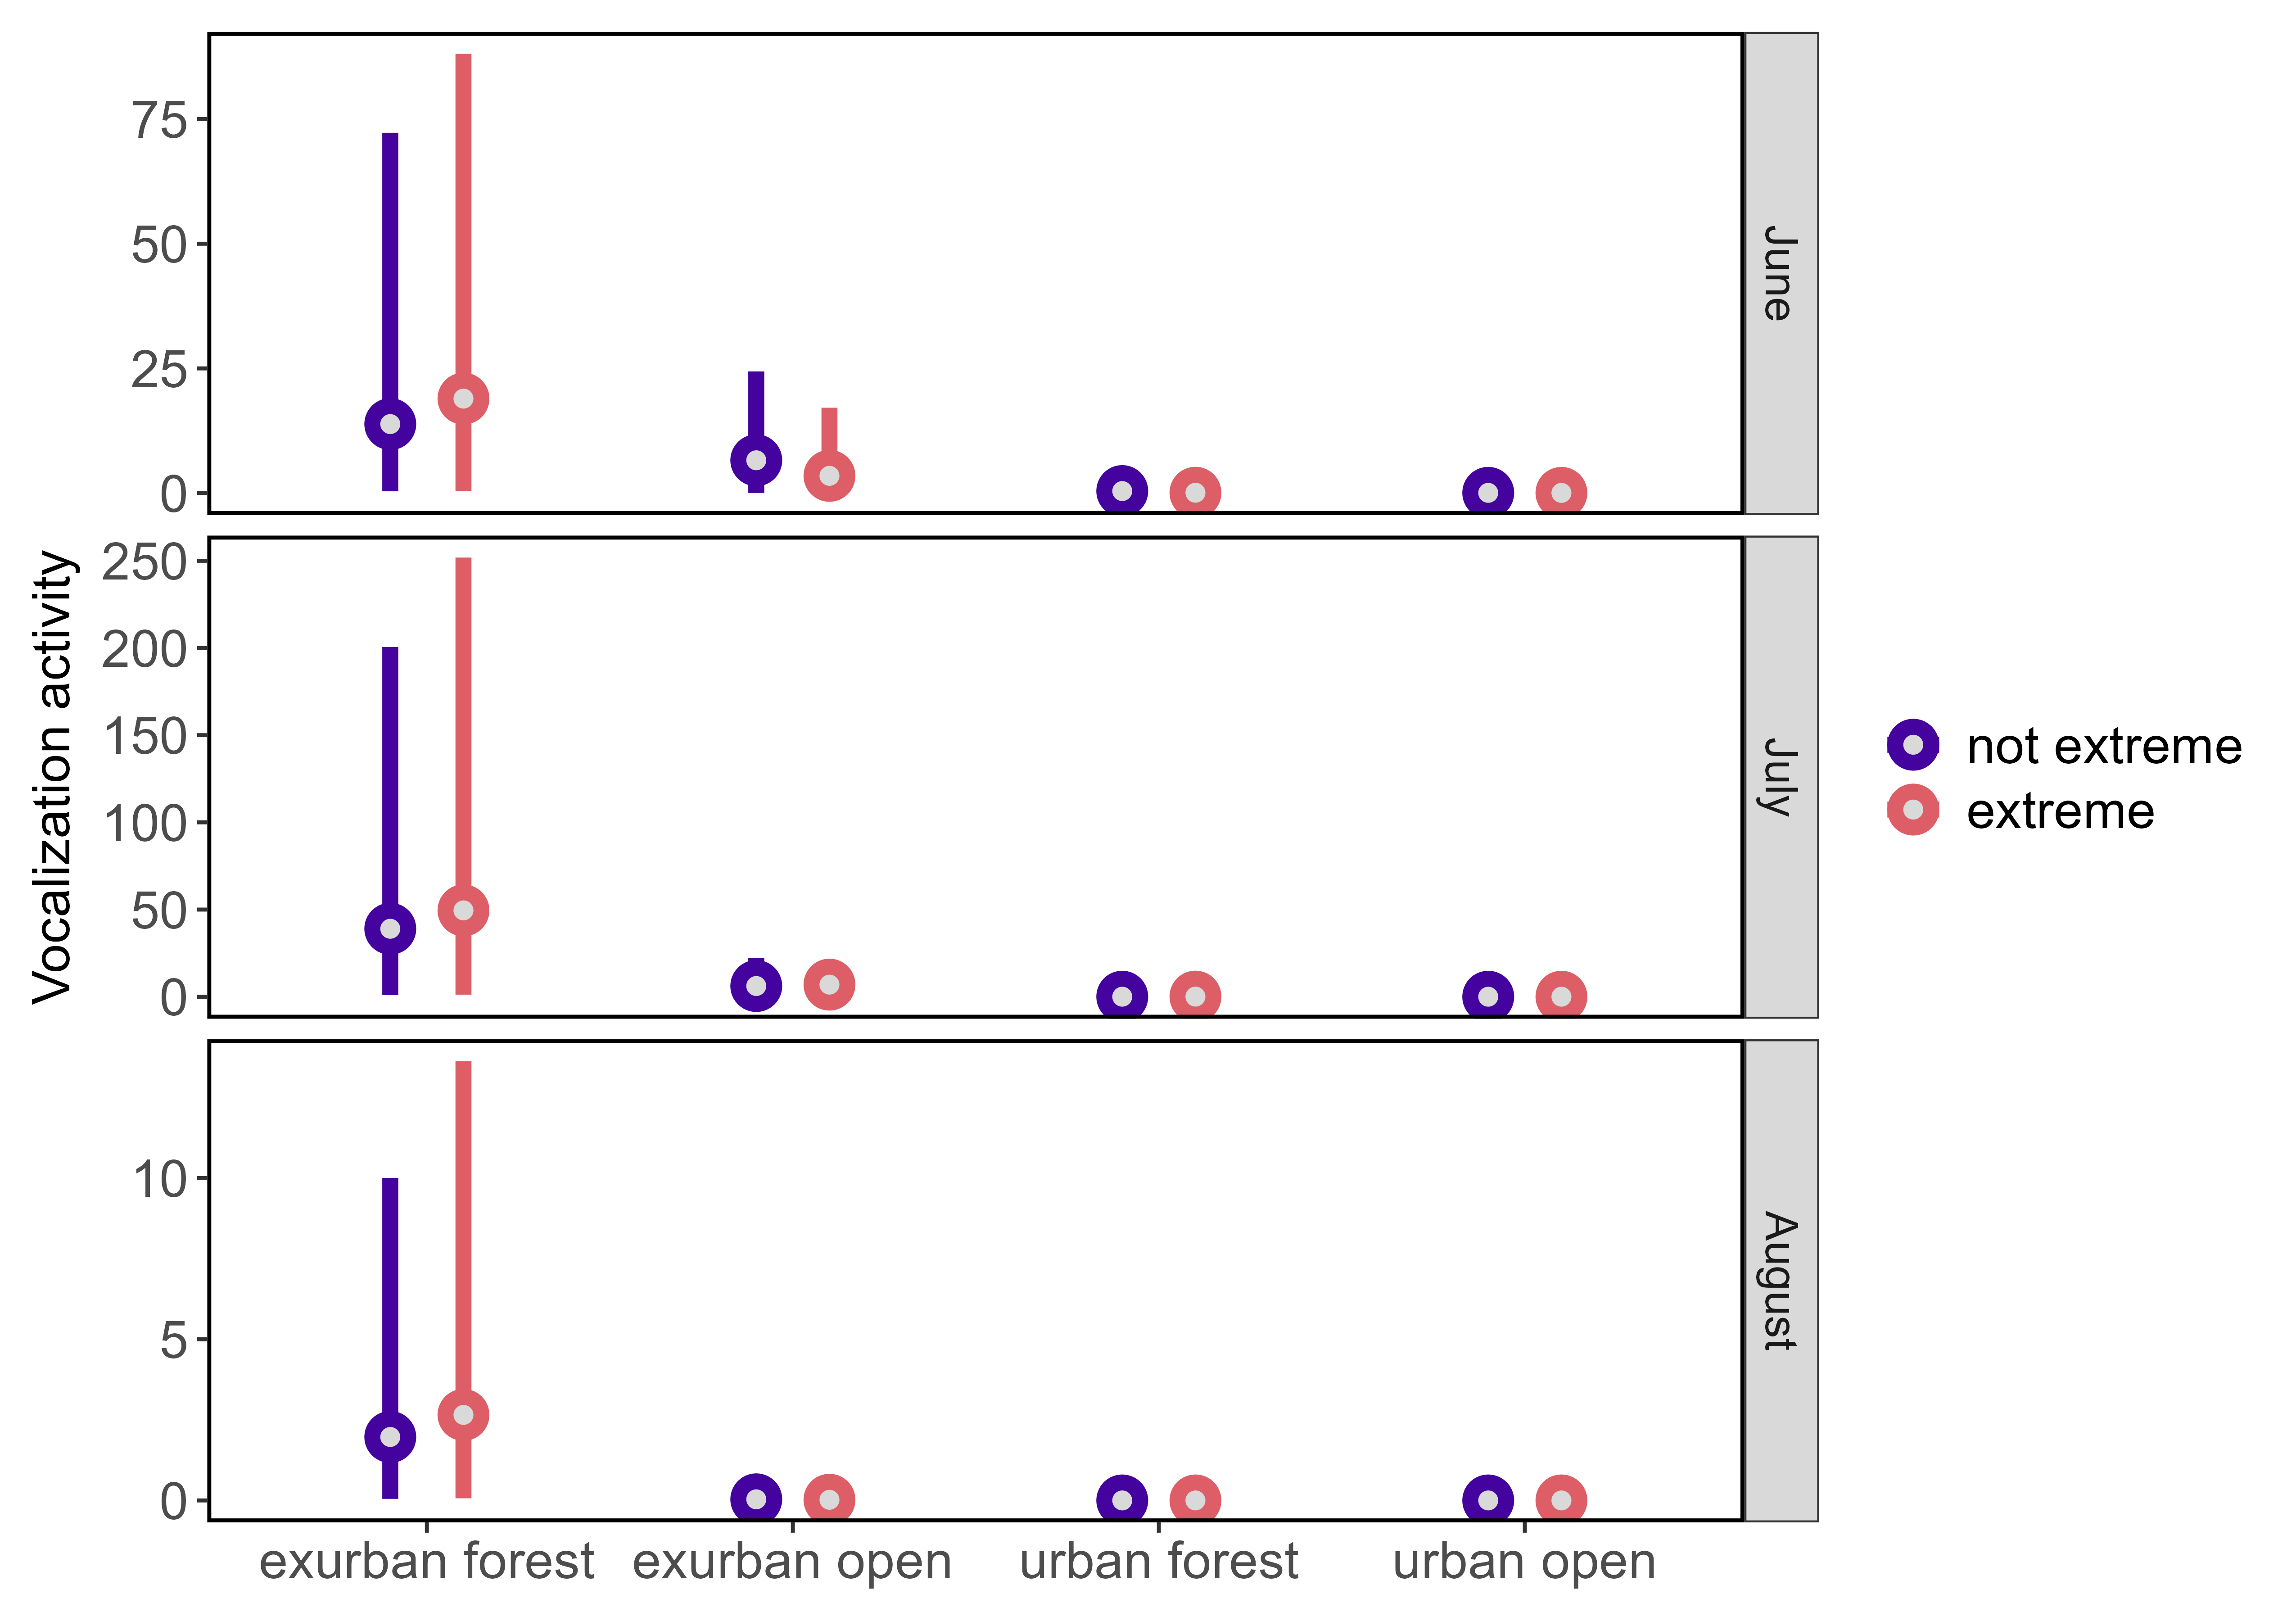 Vocalization activity
75
50
25
0
June
250
200
150
100
50
0
July
10
5
0
August
exurban forest
exurban open
urban forest
urban open
not extreme
extreme